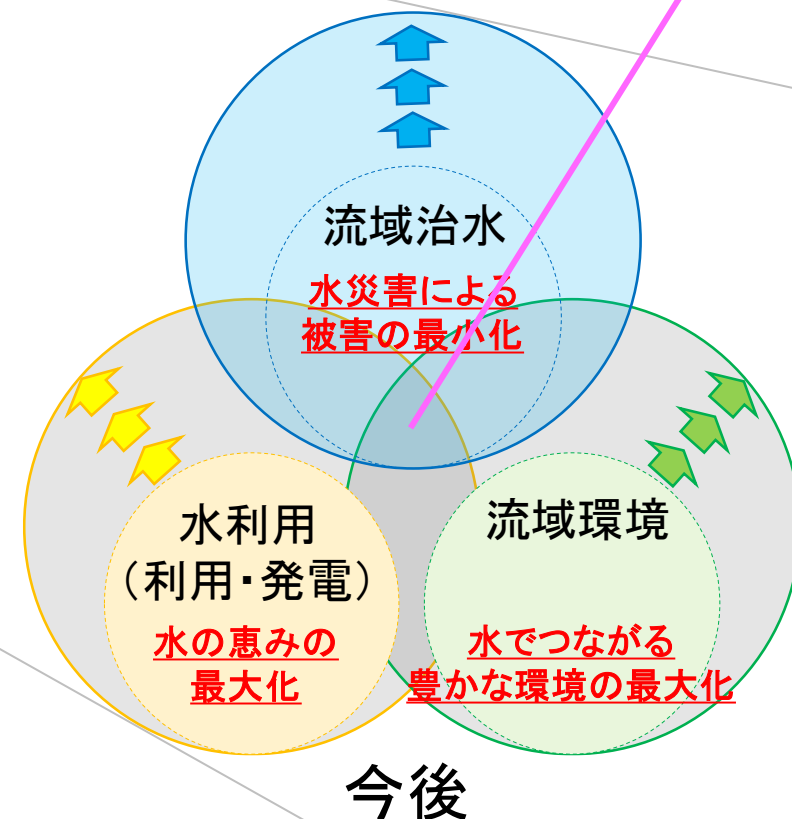 流域治水
水災害による
被害の最小化
水利用
（利用・発電）
水の恵みの
最大化
流域環境
水でつながる
豊かな環境の最大化
今後